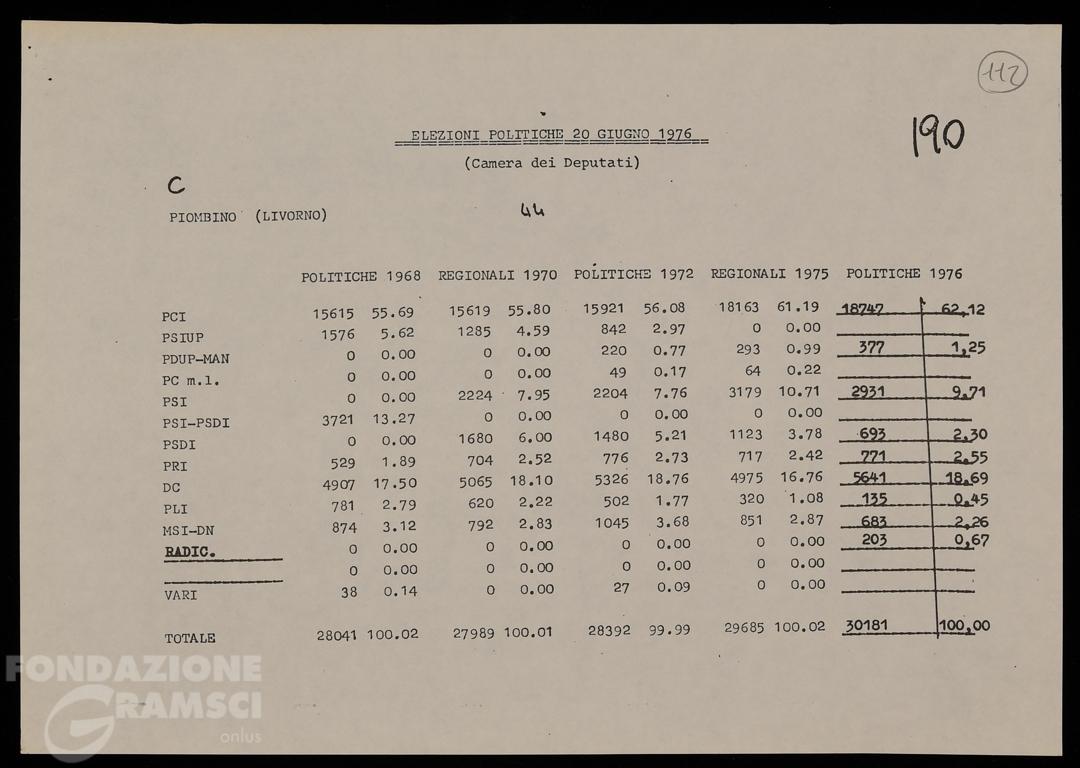 112
ELEZIONI POLITICHE 20 GIUGNO 1976
190
(Camera dei Deputati)
C
PIOMBINO (LIVORNO) 44
POLITICHE 1968 REGIONALI 1970 POLITICHE 1972 REGIONALI 1975 POLITICHE 1976
PCI 15615 55.69 15619 55.80 15921 56.08 18163 61.19 18747 62,12
PSIUP 1576 5.62 1285 4.59 842 2.97 0 0.00
PDUP-MAN 0 0.00 0 0.00 220 0.77 293 0.99 377 1,25
PC m.l. 0 0.00 0 0.00 49 0.17 64 0.22
PSI 0 0.00 2224 7.95 2204 7.76 3179 10.71 2931 9.71
PSI-PSDI 3721 13.27 0 0.00 0 0.00 0 0.00
PSDI 0 0.00 1680 6.00 1480 5.21 1123 3.78 693 2.30
PRI 529 1.89 704 2.52 776 2.73 717 2.42 771 2.55
DC 4907 17.50 5065 18.10 5326 18.76 4975 16.76 5641 18.69
PLI 781 2.79 620 2.22 502 1.77 320 1.08 135 0.45
MSI-DN 874 3.12 792 2.83 1045 3.68 851 2.87 683 2,26
RADIC. 0 0.00 0 0.00 0 0.00 0 0.00 203 0,67
0 0.00 0 0.00 0 0.00 0 0.00
VARI 38 0.14 0 0.00 27 0.09 0 0.00
TOTALE 28041 100.02 27989 100.01 28392 99.99 29685 100.02 30181 100,00
FONDAZIONE
GRAMSCI
onlus